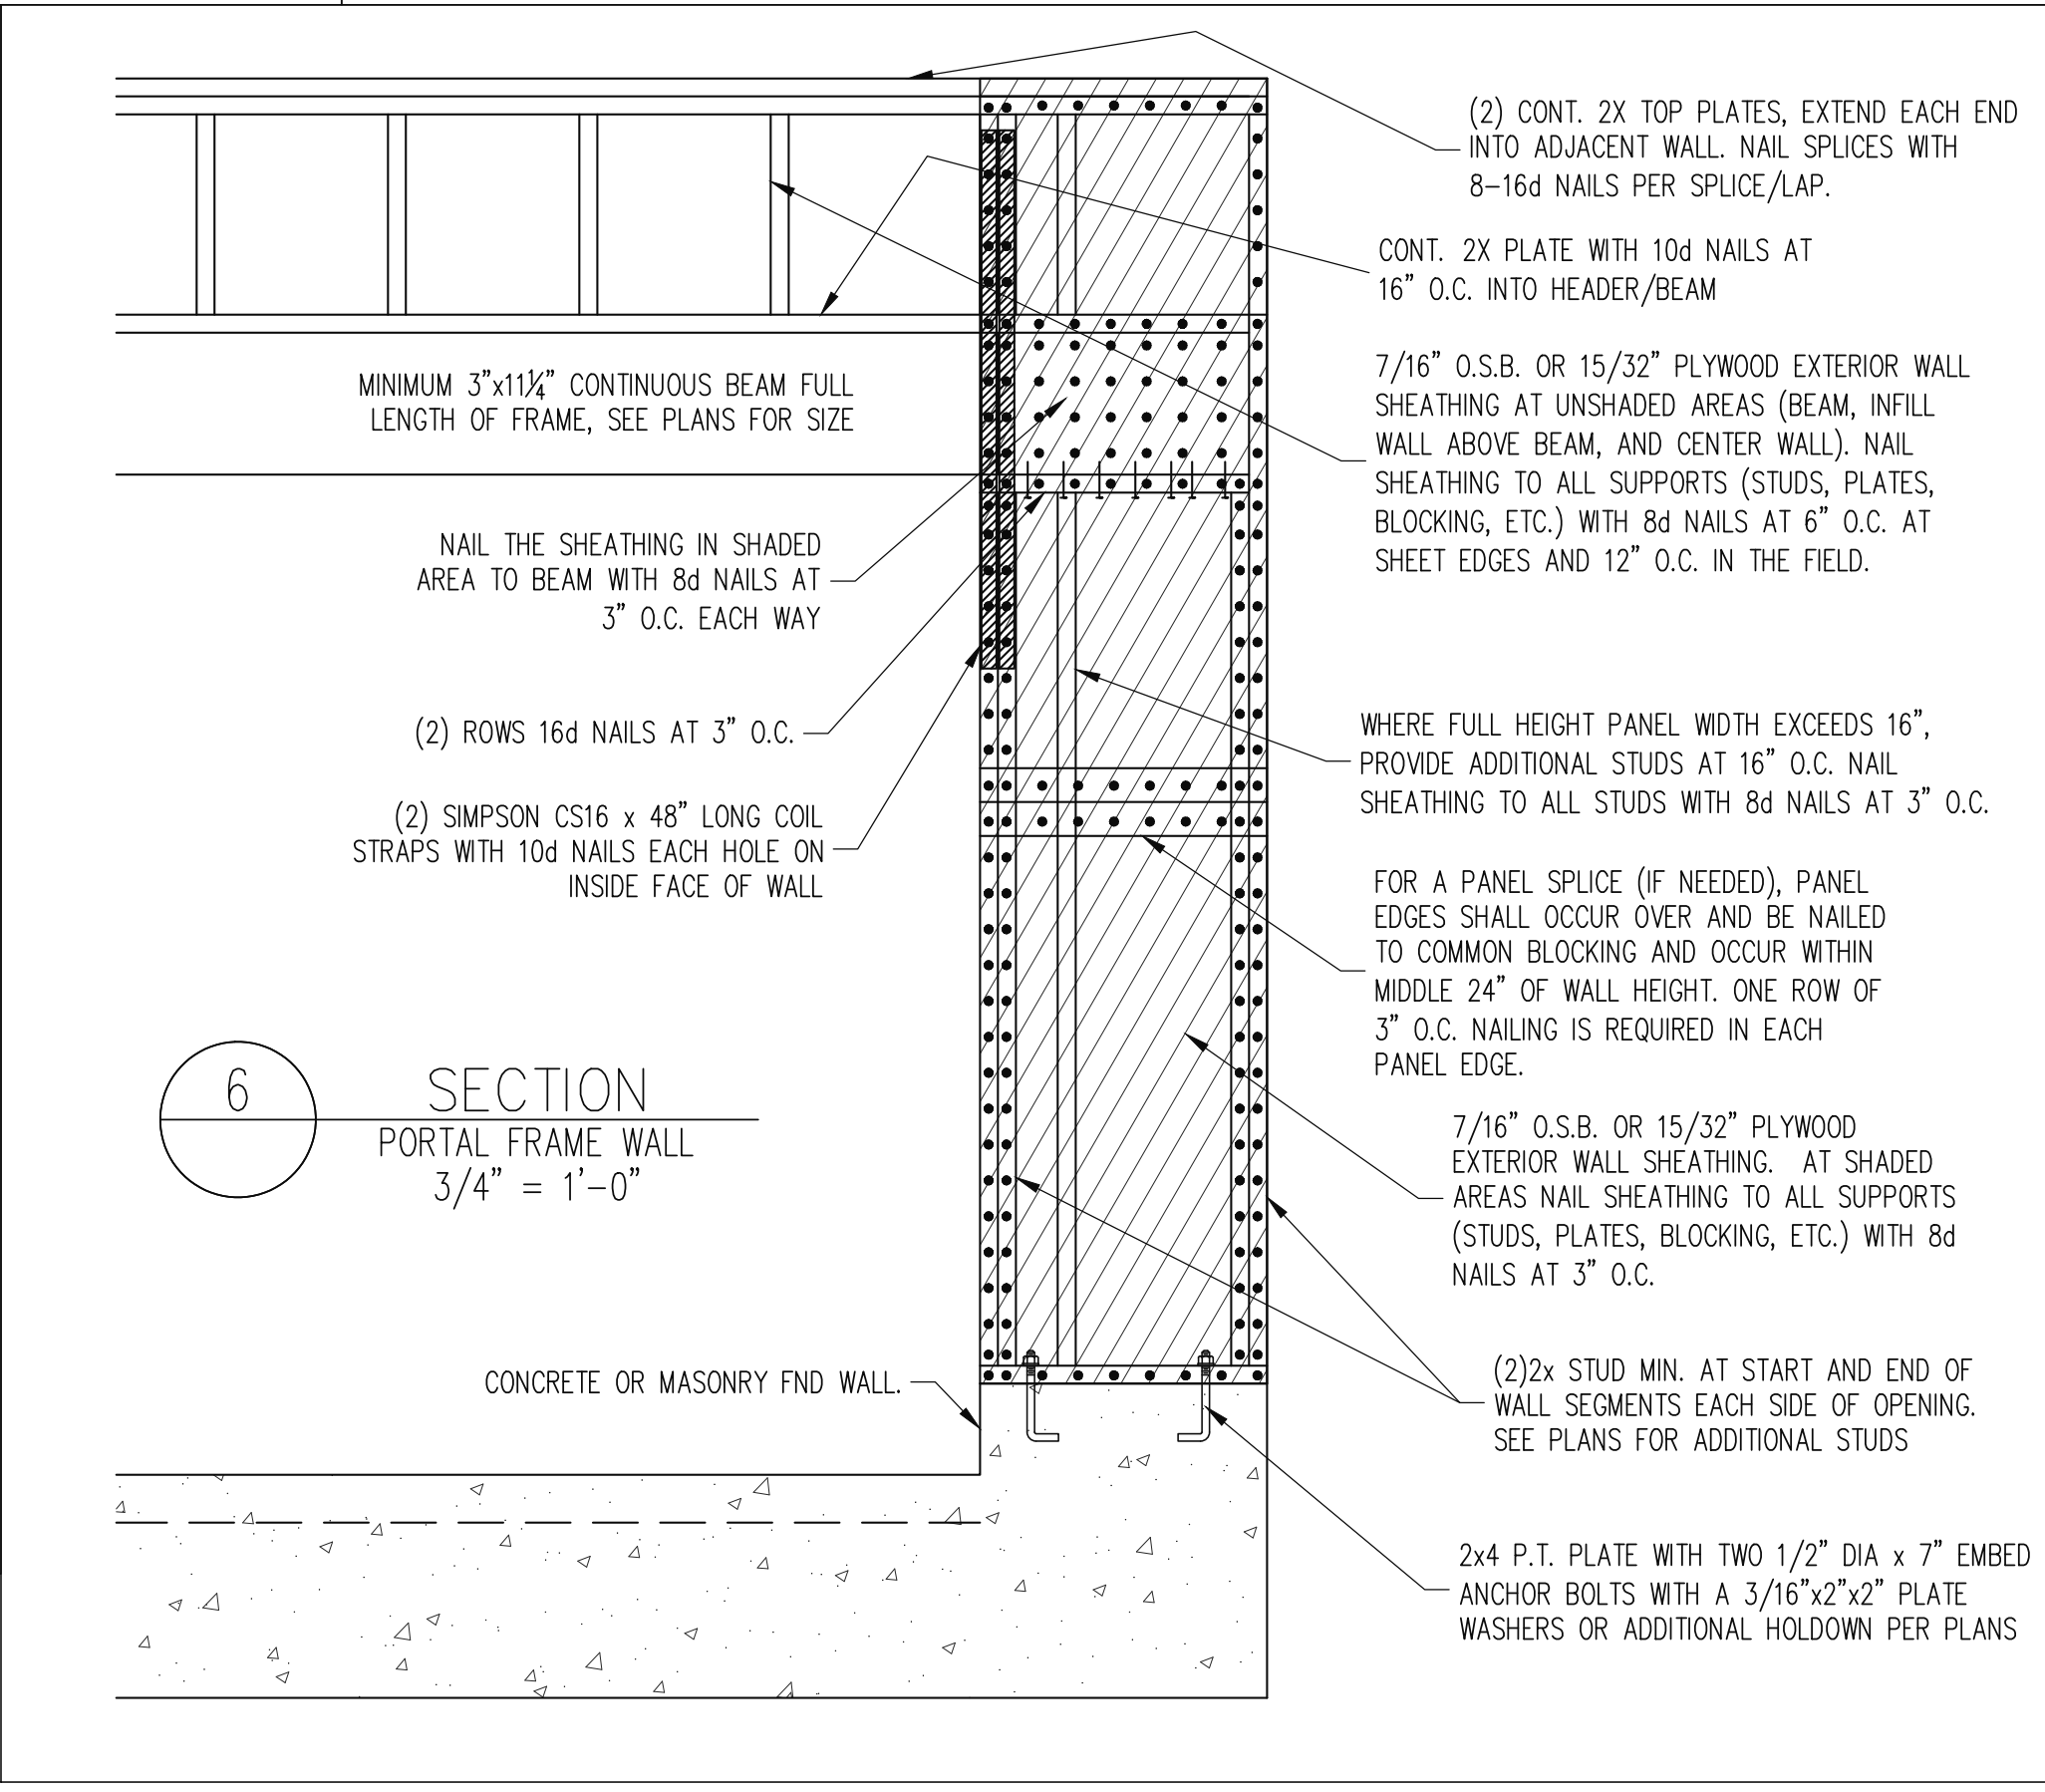 (2) CONT. 2X TOP PLATES, EXTEND EACH END
INTO ADJACENT WALL. NAIL SPLICES WITH
8-16d NAILS PER SPLICE/LAP.
CONT. 2X PLATE WITH 10d NAILS AT
16" O.C. INTO HEADER/BEAM
7/16" O.S.B. OR 15/32" PLYWOOD EXTERIOR WALL
SHEATHING AT UNSHADED AREAS (BEAM, INFILL
WALL ABOVE BEAM, AND CENTER WALL). NAIL
SHEATHING TO ALL SUPPORTS (STUDS, PLATES,
BLOCKING, ETC.) WITH 8d NAILS AT 6" O.C. AT
SHEET EDGES AND 12" O.C. IN THE FIELD.
MINIMUM 3"x11¼" CONTINUOUS BEAM FULL
LENGTH OF FRAME, SEE PLANS FOR SIZE
NAIL THE SHEATHING IN SHADED
AREA TO BEAM WITH 8d NAILS AT
3" O.C. EACH WAY
(2) ROWS 16d NAILS AT 3" O.C.
(2) SIMPSON CS16 x 48" LONG COIL
STRAPS WITH 10d NAILS EACH HOLE ON
INSIDE FACE OF WALL
WHERE FULL HEIGHT PANEL WIDTH EXCEEDS 16",
PROVIDE ADDITIONAL STUDS AT 16" O.C. NAIL
SHEATHING TO ALL STUDS WITH 8d NAILS AT 3" O.C.
FOR A PANEL SPLICE (IF NEEDED), PANEL
EDGES SHALL OCCUR OVER AND BE NAILED
TO COMMON BLOCKING AND OCCUR WITHIN
MIDDLE 24" OF WALL HEIGHT. ONE ROW OF
3" O.C. NAILING IS REQUIRED IN EACH
PANEL EDGE.
6
SECTION
PORTAL FRAME WALL
3/4" = 1'-0"
7/16" O.S.B. OR 15/32" PLYWOOD
EXTERIOR WALL SHEATHING. AT SHADED
AREAS NAIL SHEATHING TO ALL SUPPORTS
(STUDS, PLATES, BLOCKING, ETC.) WITH 8d
NAILS AT 3" O.C.
CONCRETE OR MASONRY FND WALL.
(2)2x STUD MIN. AT START AND END OF
WALL SEGMENTS EACH SIDE OF OPENING.
SEE PLANS FOR ADDITIONAL STUDS
2x4 P.T. PLATE WITH TWO 1/2" DIA x 7" EMBED
ANCHOR BOLTS WITH A 3/16"x2"x2" PLATE
WASHERS OR ADDITIONAL HOLDOWN PER PLANS